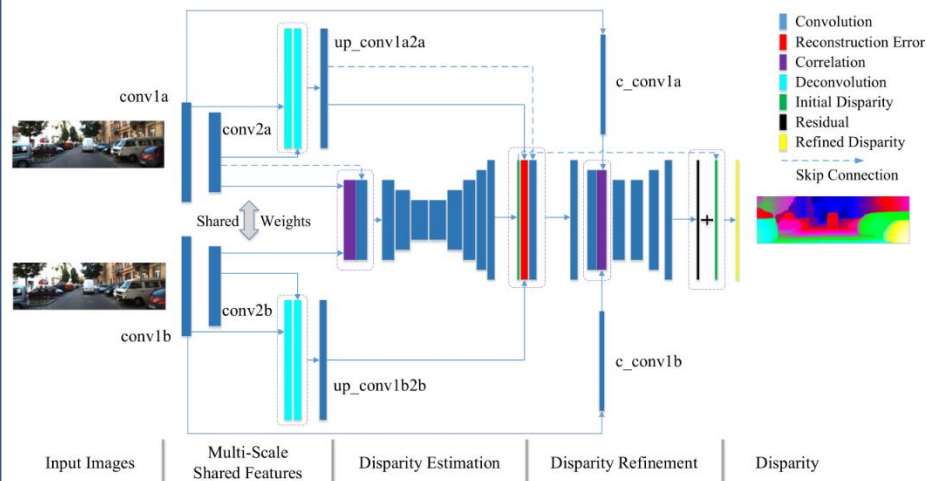 Convolution
Reconstruction Error
Correlation
Deconvolution
Initial Disparity
Residual
Refined Disparity
Skip Connection
up_conv1a2a
c_conv1a
conv1a
conv2a
Shared Weights
+
conv2b
conv1b
up_conv1b2b
c_conv1b
Input Images
Multi-Scale
Shared Features
Disparity Estimation
Disparity Refinement
Disparity